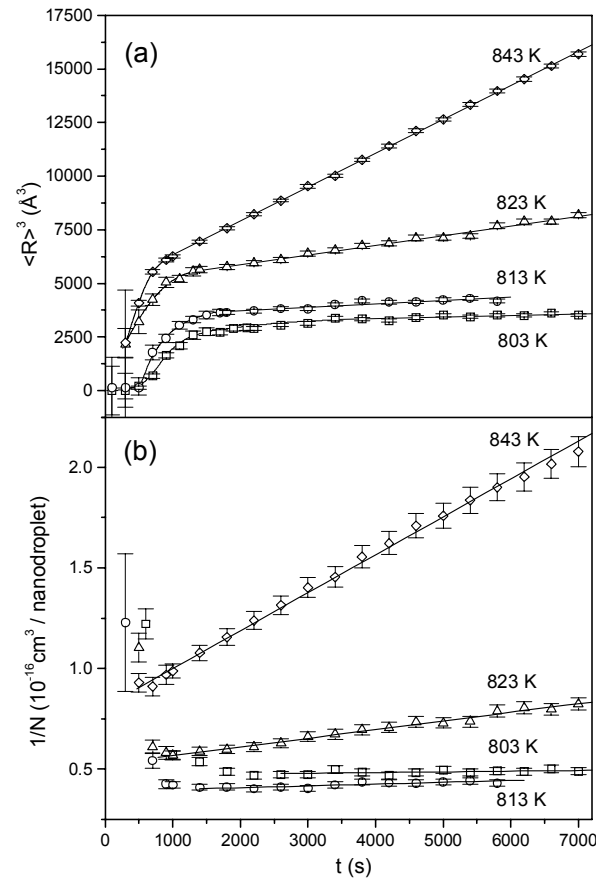 17500
15000
12500
10000
7500
5000
2500
0
<R>³ (Å³)
(a)
843 K
823 K
813 K
803 K
(b)
843 K
823 K
803 K
813 K
2.0
1.5
1.0
0.5
1/N (10⁻¹⁶cm³ / nanodroplet)
0 1000 2000 3000 4000 5000 6000 7000
t (s)